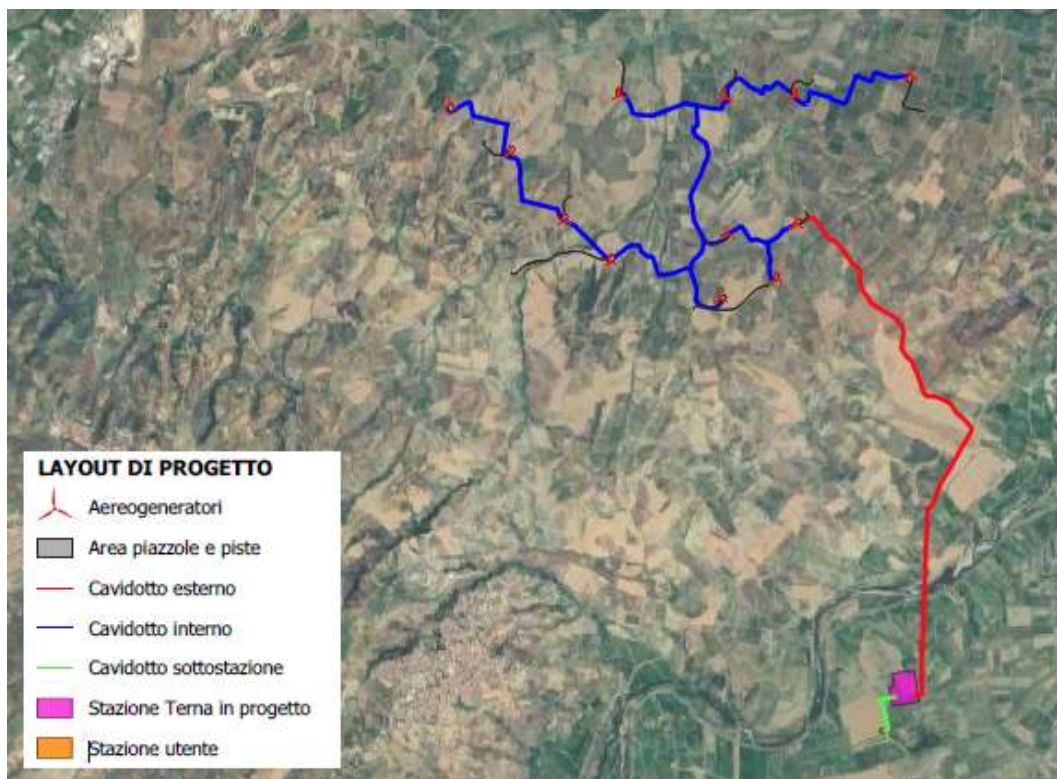 LAYOUT DI PROGETTO
Aereogeneratori
Area piazzole e piste
Cavidotto esterno
Cavidotto interno
Cavidotto sottostazione
Stazione Terna in progetto
Stazione utente